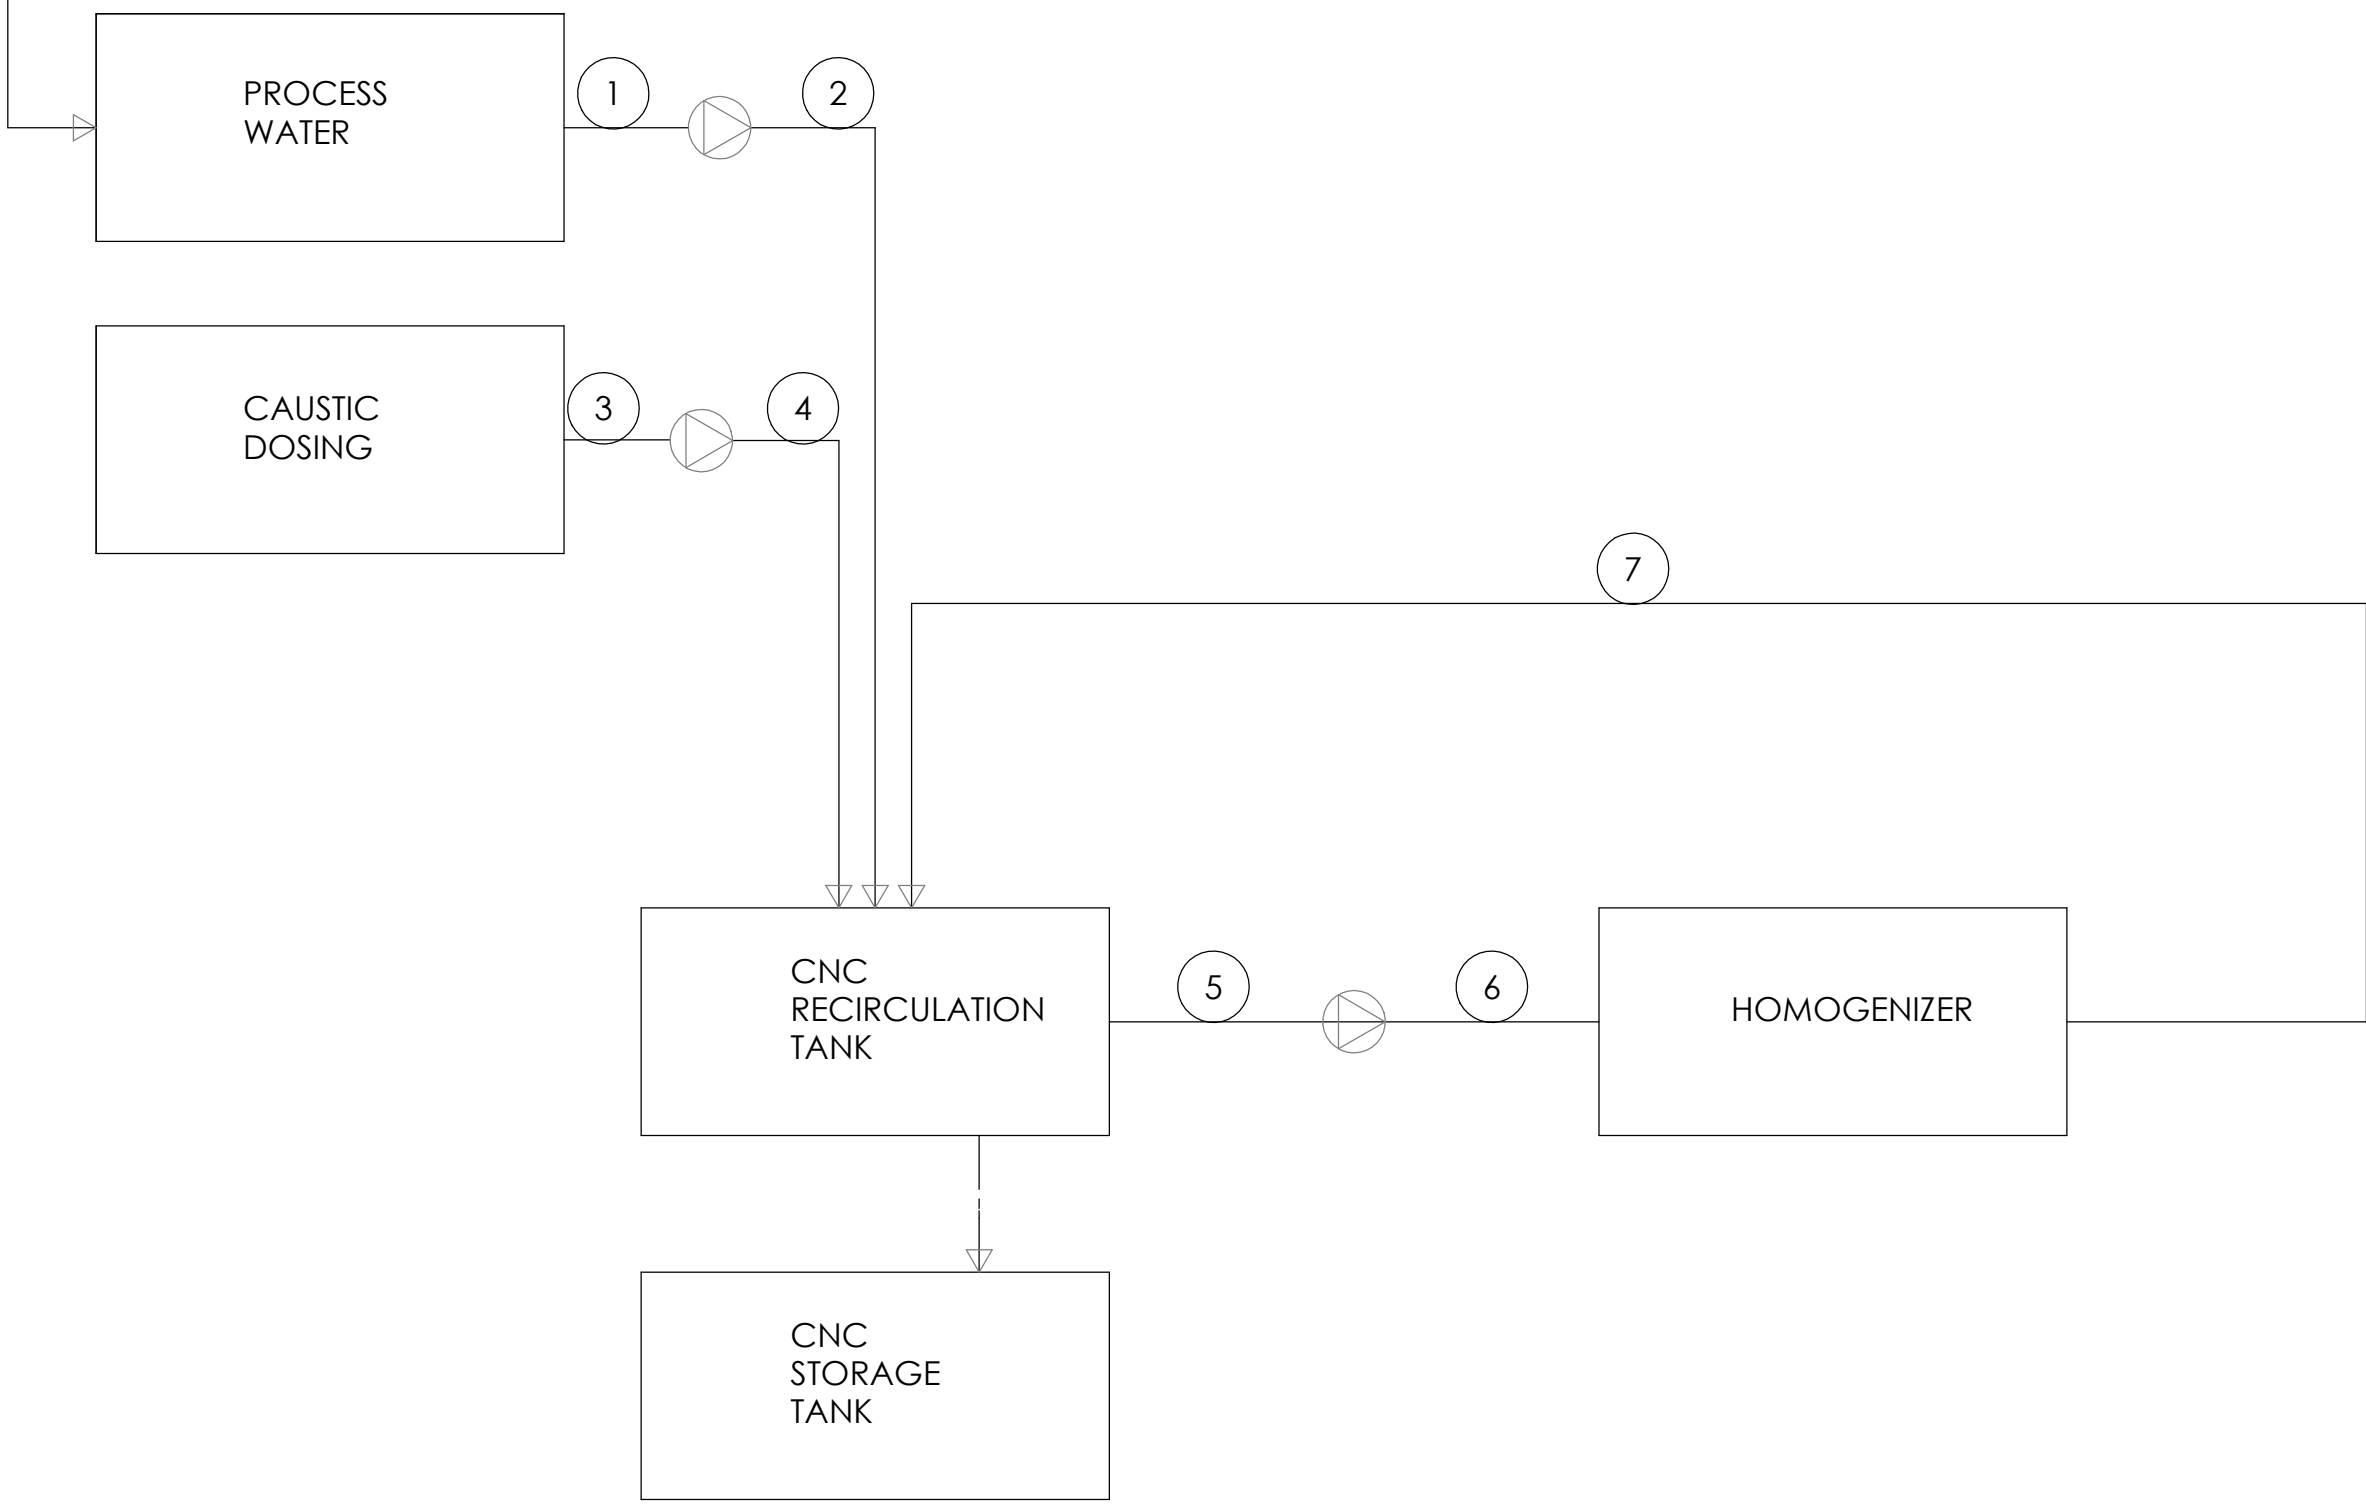 PROCESS
WATER
1
2
CAUSTIC
DOSING
3
4
7
CNC
RECIRCULATION
TANK
5
6
HOMOGENIZER
CNC
STORAGE
TANK